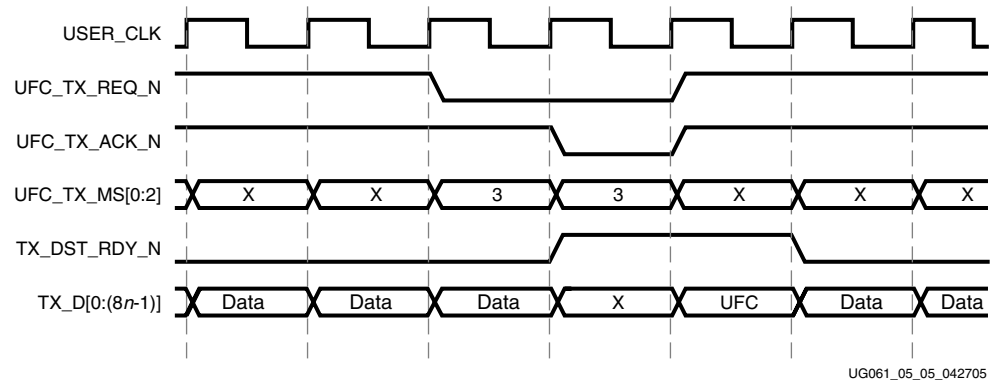 USER_CLK
UFC_TX_REQ_N
UFC_TX_ACK_N
UFC_TX_MS[0:2] X X 3 3 X X X
TX_DST_RDY_N
TX_D[0:(8n-1)] Data Data Data X UFC Data Data
UG061_05_05_042705